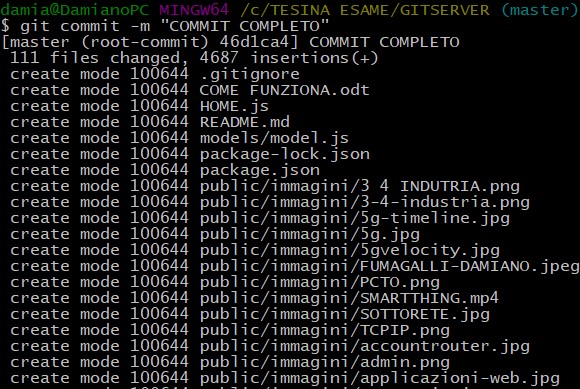 damia@DamianoPC MINGW64 /c/TESINA ESAME/GITSERVER (master)
$ git commit -m "COMMIT COMPLETO"
[master (root-commit) 46d1ca4] COMMIT COMPLETO
 111 files changed, 4687 insertions(+)
 create mode 100644 .gitignore
 create mode 100644 COME FUNZIONA.odt
 create mode 100644 HOME.js
 create mode 100644 README.md
 create mode 100644 models/model.js
 create mode 100644 package-lock.json
 create mode 100644 package.json
 create mode 100644 public/immagini/3 4 INDUTRIA.png
 create mode 100644 public/immagini/3-4-industria.png
 create mode 100644 public/immagini/5g-timeline.jpg
 create mode 100644 public/immagini/5g.jpg
 create mode 100644 public/immagini/5gvelocity.jpg
 create mode 100644 public/immagini/FUMAGALLI-DAMIANO.jpeg
 create mode 100644 public/immagini/PCTO.png
 create mode 100644 public/immagini/SMARTTHING.mp4
 create mode 100644 public/immagini/SOTTORETE.jpg
 create mode 100644 public/immagini/TCPIP.png
 create mode 100644 public/immagini/accountrouter.jpg
 create mode 100644 public/immagini/admin.png
 create mode 100644 public/immagini/applicazioni-web.jpg